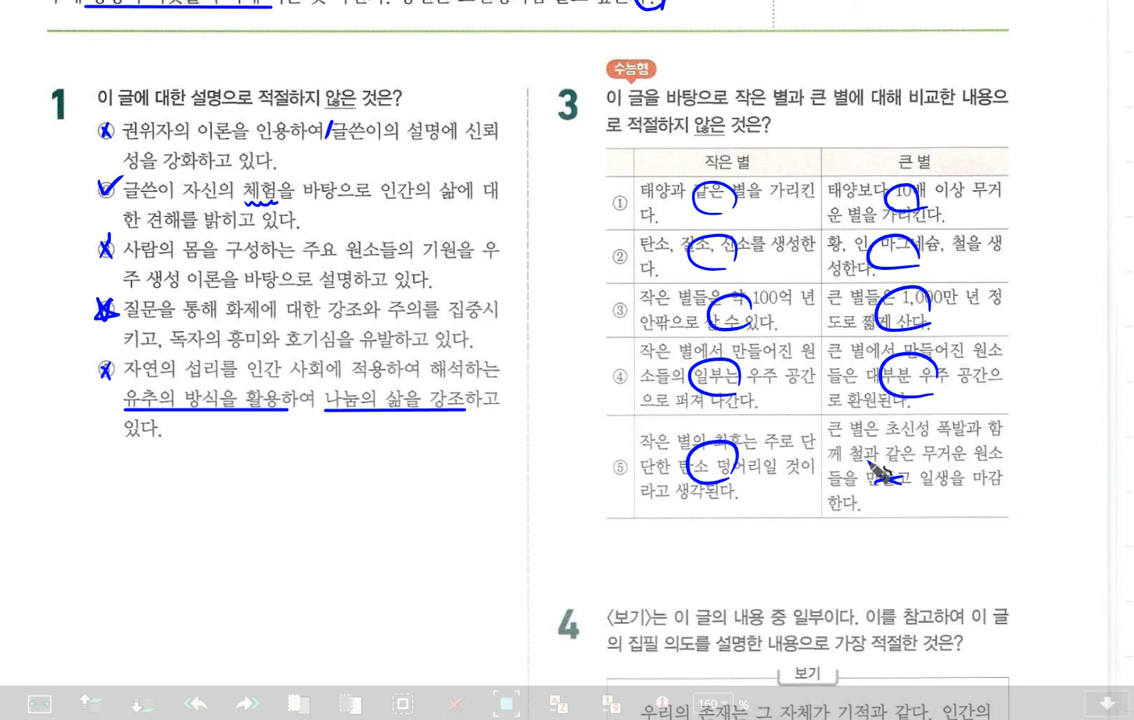 1
이 글에 대한 설명으로 적절하지 않은 것은?
권위자의 이론을 인용하여 글쓴이의 설명에 신뢰
성을 강화하고 있다.
글쓴이 자신의 체험을 바탕으로 인간의 삶에 대
한 견해를 밝히고 있다.
사람의 몸을 구성하는 주요 원소들의 기원을 우
주 생성 이론을 바탕으로 설명하고 있다.
질문을 통해 화제에 대한 강조와 주의를 집중시
키고, 독자의 흥미와 호기심을 유발하고 있다.
자연의 섭리를 인간 사회에 적용하여 해석하는
유추의 방식을 활용하여 나눔의 삶을 강조하고
있다.
수능형
3
이 글을 바탕으로 작은 별과 큰 별에 대해 비교한 내용으
로 적절하지 않은 것은?
작은 별 큰 별
①
태양과 같은 별을 가리킨
다.
태양보다 10배 이상 무거
운 별을 가리킨다.
②
탄소, 질소, 산소를 생성한
다.
황, 인, 마그네슘, 철을 생
성한다.
③
작은 별들은 약 100억 년
안팎으로 살 수 있다.
큰 별들은 1,000만 년 정
도로 짧게 산다.
④
작은 별에서 만들어진 원
소들의 일부는 우주 공간
으로 퍼져 나간다.
큰 별에서 만들어진 원소
들은 대부분 우주 공간으
로 환원된다.
⑤
작은 별의 최후는 주로 단
단한 탄소 덩어리일 것이
라고 생각된다.
큰 별은 초신성 폭발과 함
께 철과 같은 무거운 원소
들을 만들고 일생을 마감
한다.
4
〈보기〉는 이 글의 내용 중 일부이다. 이를 참고하여 이 글
의 집필 의도를 설명한 내용으로 가장 적절한 것은?
보기
우리의 존재는 그 자체가 기적과 같다. 인간의
160 %